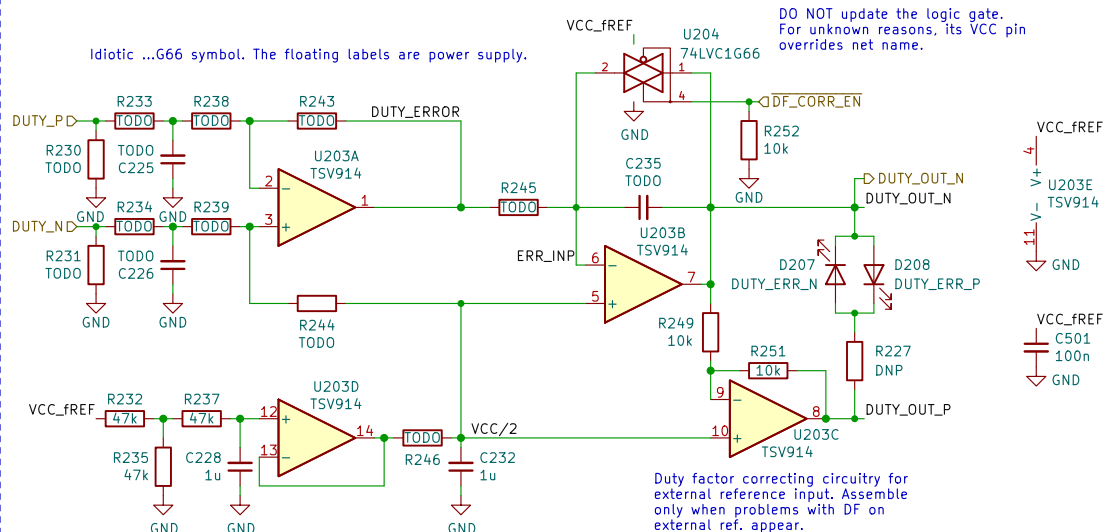 DO NOT update the logic gate.
For unknown reasons, its VCC pin
overrides net name.
Idiotic ...G66 symbol. The floating labels are power supply.
VCC_fREF
U204
74LVC1G66
2
1
4
DF_CORR_EN
GND
R252
10k
GND
DUTY_P
R233
TODO
R238
TODO
R243
TODO
DUTY_ERROR
R230
TODO
TODO
C225
GND
GND
U203A
TSV914
2
3
1
R245
TODO
C235
TODO
DUTY_N
R234
TODO
R239
TODO
R231
TODO
TODO
C226
GND
GND
R244
TODO
ERR_INP
U203B
TSV914
6
5
7
DUTY_OUT_N
DUTY_OUT_N
D207
DUTY_ERR_N
D208
DUTY_ERR_P
VCC_fREF
4
V+
U203E
TSV914
V-
11
GND
VCC_fREF
C501
100n
GND
R249
10k
R251
10k
R227
DNP
9
10
8
U203C
TSV914
DUTY_OUT_P
VCC_fREF
R232
47k
R237
47k
U203D
TSV914
12
13
14
TODO
R246
VCC/2
R235
47k
C228
1u
C232
1u
GND
GND
GND
Duty factor correcting circuitry for
external reference input. Assemble
only when problems with DF on
external ref. appear.